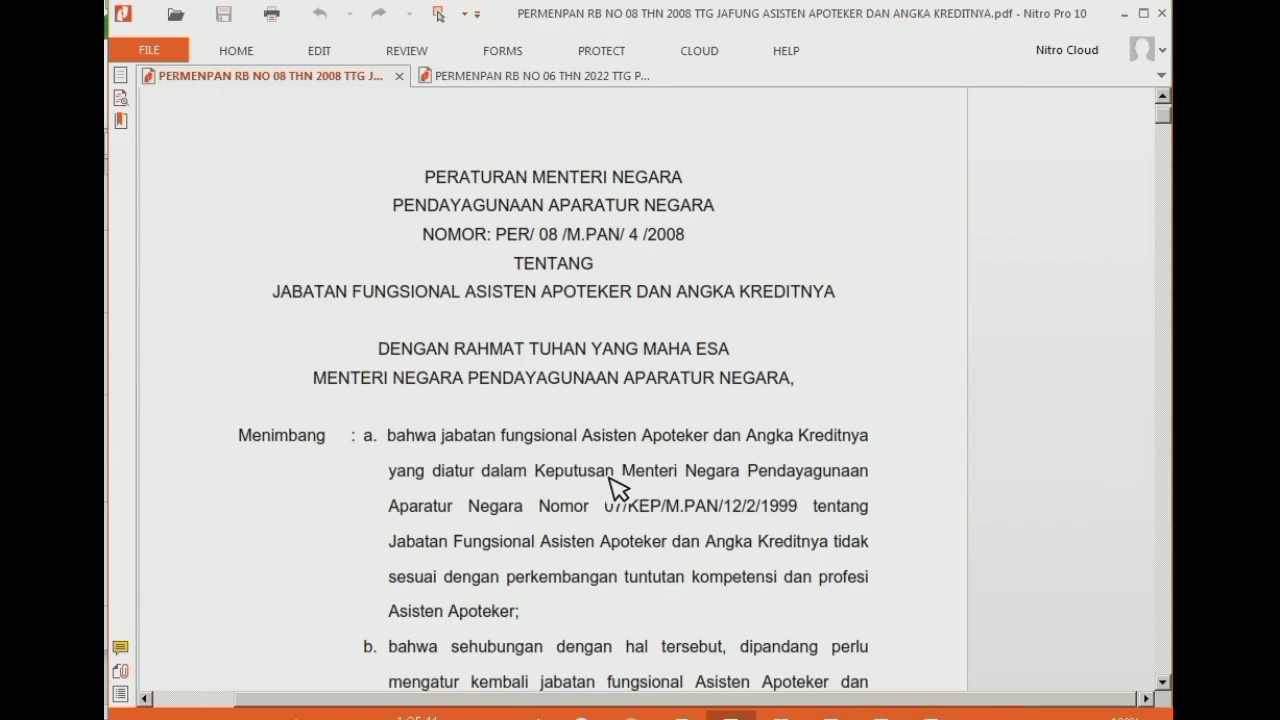 PERMENPAN RB NO 08 THN 2008 TTG JAFUNG ASISTEN APOTEKER DAN ANGKA KREDITNYA.pdf - Nitro Pro 10
FILE HOME EDIT REVIEW FORMS PROTECT CLOUD HELP Nitro Cloud
PERMENPAN RB NO 08 THN 2008 TTG J... PERMENPAN RB NO 06 THN 2022 TTG P...
PERATURAN MENTERI NEGARA
PENDAYAGUNAAN APARATUR NEGARA
NOMOR: PER/ 08 /M.PAN/ 4 /2008
TENTANG
JABATAN FUNGSIONAL ASISTEN APOTEKER DAN ANGKA KREDITNYA
DENGAN RAHMAT TUHAN YANG MAHA ESA
MENTERI NEGARA PENDAYAGUNAAN APARATUR NEGARA,
Menimbang : a. bahwa jabatan fungsional Asisten Apoteker dan Angka Kreditnya
yang diatur dalam Keputusan Menteri Negara Pendayagunaan
Aparatur Negara Nomor 07/KEP/M.PAN/12/2/1999 tentang
Jabatan Fungsional Asisten Apoteker dan Angka Kreditnya tidak
sesuai dengan perkembangan tuntutan kompetensi dan profesi
Asisten Apoteker;
b. bahwa sehubungan dengan hal tersebut, dipandang perlu
mengatur kembali jabatan fungsional Asisten Apoteker dan